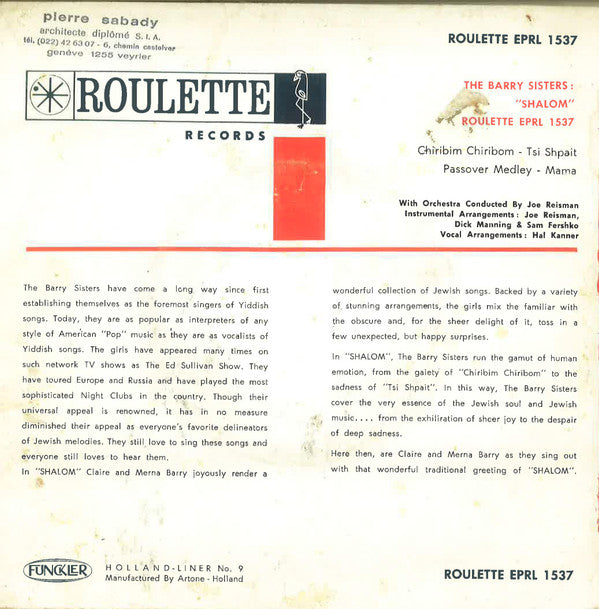 pierre sabady
architecte diplômé S. I. A.
tél. (022) 42 63 07 - 6, chemin castelver
genève 1255 veyrier
ROULETTE EPRL 1537
ROULETTE
RECORDS
THE BARRY SISTERS :
"SHALOM"
ROULETTE EPRL 1537
Chiribim Chiribom - Tsi Shpait
Passover Medley - Mama
With Orchestra Conducted By Joe Reisman
Instrumental Arrangements : Joe Reisman,
Dick Manning & Sam Fershko
Vocal Arrangements : Hal Kanner
The Barry Sisters have come a long way since first
establishing themselves as the foremost singers of Yiddish
songs. Today, they are as popular as interpreters of any
style of American "Pop" music as they are as vocalists of
Yiddish songs. The girls have appeared many times on
such network TV shows as The Ed Sullivan Show. They
have toured Europe and Russia and have played the most
sophisticated Night Clubs in the country. Though their
universal appeal is renowned, it has in no measure
diminished their appeal as everyone's favorite delineators
of Jewish melodies. They still love to sing these songs and
everyone still loves to hear them.
In "SHALOM" Claire and Merna Barry joyously render a
wonderful collection of Jewish songs. Backed by a variety
of stunning arrangements, the girls mix the familiar with
the obscure and, for the sheer delight of it, toss in a
few unexpected, but happy surprises.
In "SHALOM", The Barry Sisters run the gamut of human
emotion, from the gaiety of "Chiribim Chiribom" to the
sadness of "Tsi Shpait". In this way, The Barry Sisters
cover the very essence of the Jewish soul and Jewish
music.... from the exhiliration of sheer joy to the despair
of deep sadness.
Here then, are Claire and Merna Barry as they sing out
with that wonderful traditional greeting of "SHALOM".
FUNCKLER
HOLLAND-LINER No. 9
Manufactured By Artone - Holland
ROULETTE EPRL 1537